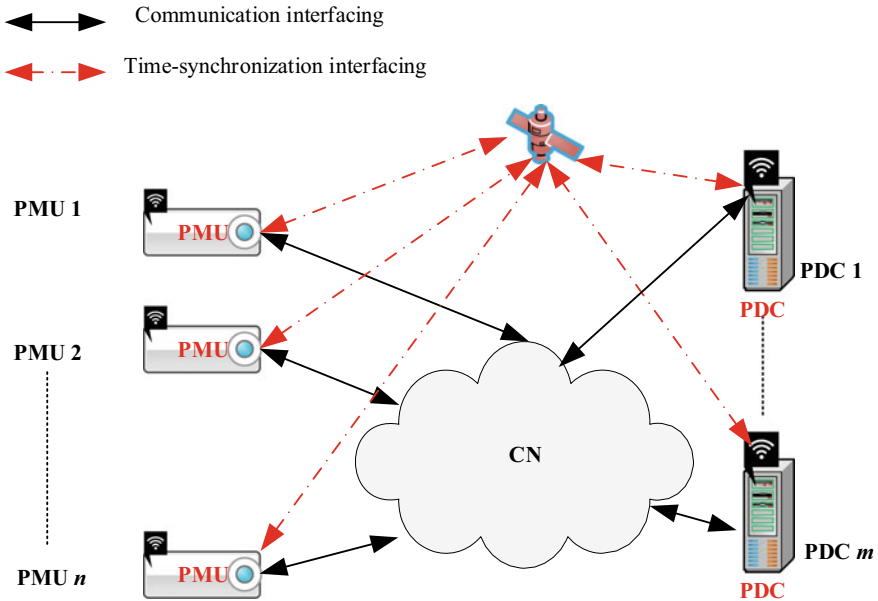 Communication interfacing
Time-synchronization interfacing
PMU 1
PMU
PDC 1
PDC
PMU 2
PMU
CN
PMU n
PMU
PDC m
PDC